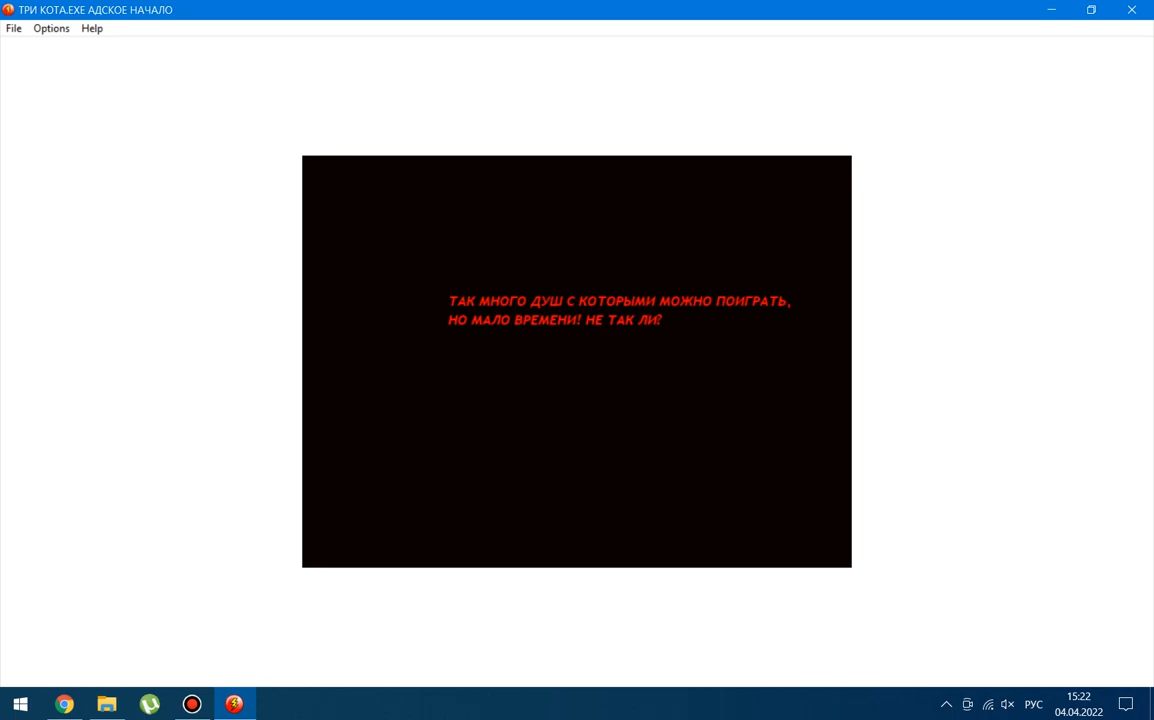 ТРИ КОТА.EXE АДСКОЕ НАЧАЛО
File Options Help
ТАК МНОГО ДУШ С КОТОРЫМИ МОЖНО ПОИГРАТЬ,
НО МАЛО ВРЕМЕНИ! НЕ ТАК ЛИ?
РУС
15:22
04.04.2022